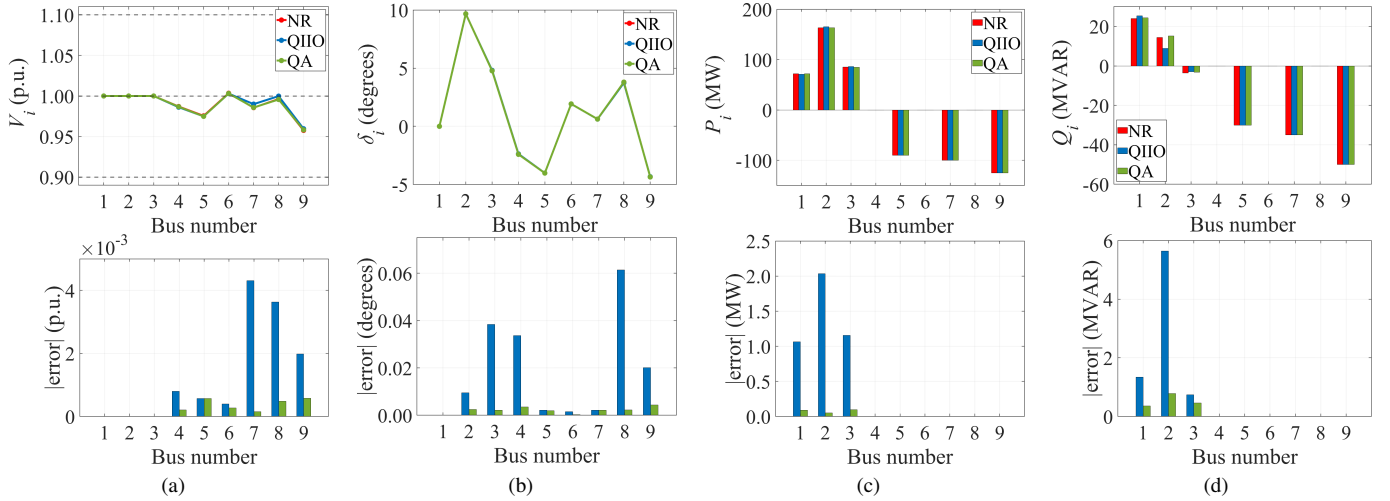 1.10
1.00
0.95
0.90
V_i (p.u.)
NR
QIIO
QA
1 2 3 4 5 6 7 8 9
Bus number
10
5
0
-5
δ_i (degrees)
NR
QIIO
QA
1 2 3 4 5 6 7 8 9
Bus number
200
100
0
-100
P_i (MW)
NR
QIIO
QA
1 2 3 4 5 6 7 8 9
Bus number
20
0
-20
-40
-60
Q_i (MVAR)
NR
QIIO
QA
1 2 3 4 5 6 7 8 9
Bus number
×10^-3
4
2
0
|error| (p.u.)
1 2 3 4 5 6 7 8 9
Bus number
(a)
0.06
0.04
0.02
0.00
|error| (degrees)
1 2 3 4 5 6 7 8 9
Bus number
(b)
2.5
2.0
1.5
1.0
0.5
0.0
|error| (MW)
1 2 3 4 5 6 7 8 9
Bus number
(c)
6
4
2
0
|error| (MVAR)
1 2 3 4 5 6 7 8 9
Bus number
(d)